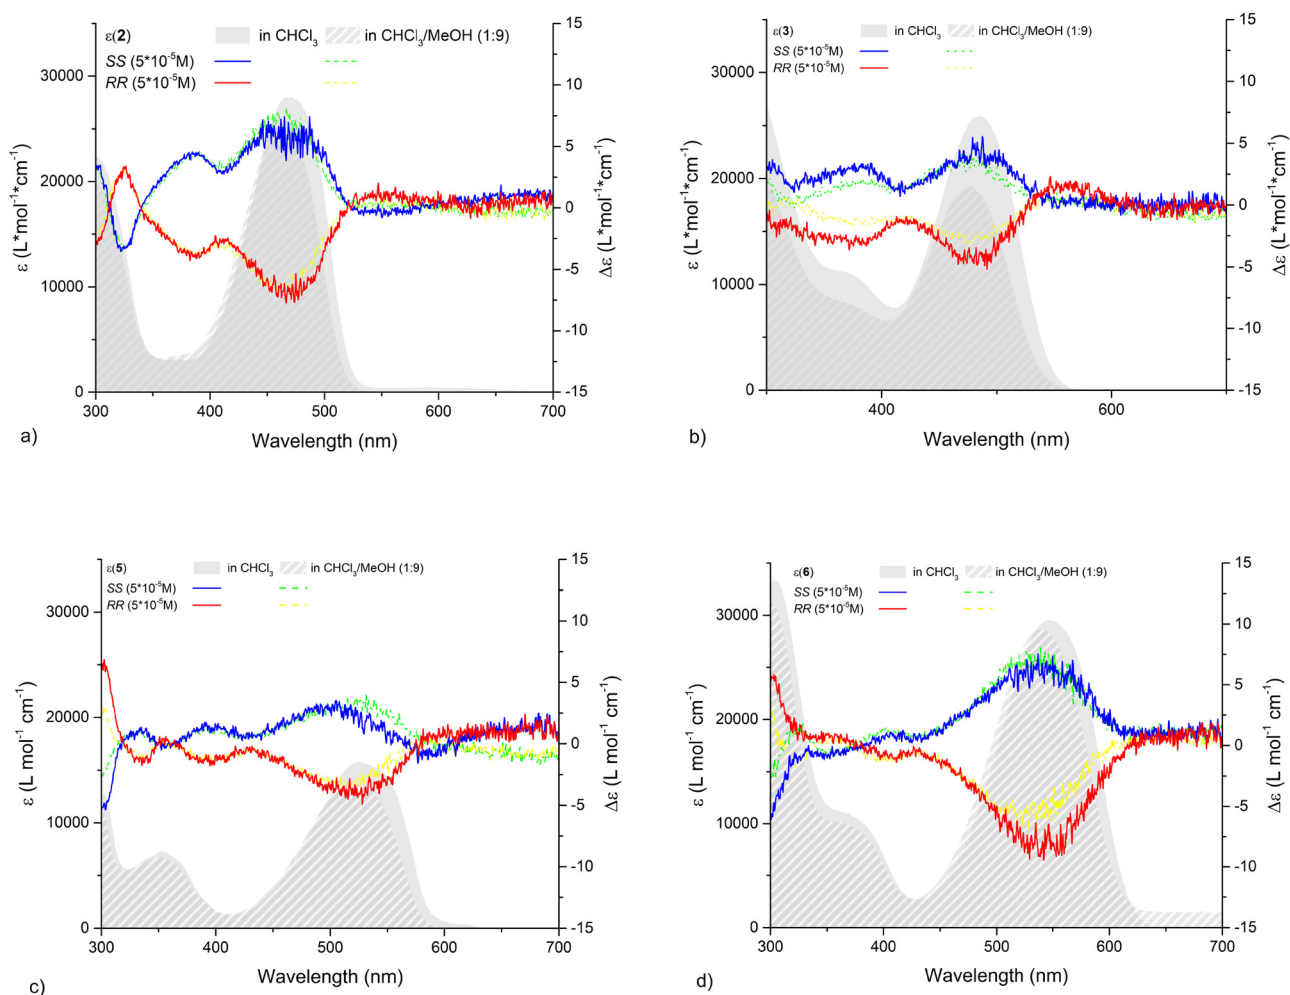 ε(2) in CHCl₃ in CHCl₃/MeOH (1:9)
SS (5*10⁻⁵M)
RR (5*10⁻⁵M)
ε (L*mol⁻¹*cm⁻¹)
30000
20000
10000
0
15
10
5
0
-5
-10
-15
Δε (L*mol⁻¹*cm⁻¹)
300 400 500 600 700
Wavelength (nm)
a)
ε(3) in CHCl₃ in CHCl₃/MeOH (1:9)
SS (5*10⁻⁵M)
RR (5*10⁻⁵M)
ε (L*mol⁻¹*cm⁻¹)
30000
20000
10000
0
15
10
5
0
-5
-10
-15
Δε (L*mol⁻¹*cm⁻¹)
400 600
Wavelength (nm)
b)
ε(5) in CHCl₃ in CHCl₃/MeOH (1:9)
SS (5*10⁻⁵M)
RR (5*10⁻⁵M)
ε (L mol⁻¹ cm⁻¹)
30000
20000
10000
0
15
10
5
0
-5
-10
-15
Δε (L mol⁻¹ cm⁻¹)
300 400 500 600 700
Wavelength (nm)
c)
ε(6) in CHCl₃ in CHCl₃/MeOH (1:9)
SS (5*10⁻⁵M)
RR (5*10⁻⁵M)
ε (L mol⁻¹ cm⁻¹)
30000
20000
10000
0
15
10
5
0
-5
-10
-15
Δε (L mol⁻¹ cm⁻¹)
300 400 500 600 700
Wavelength (nm)
d)